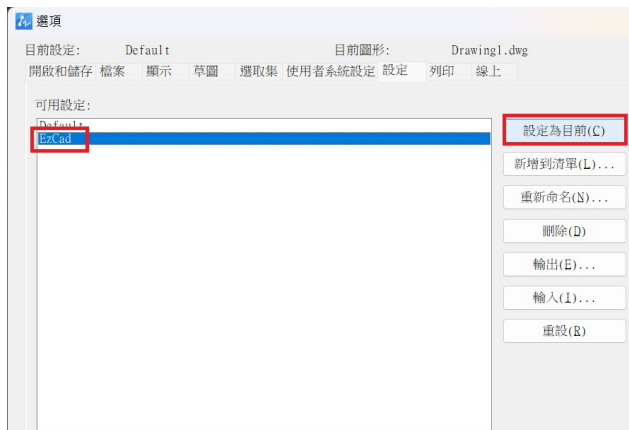 選項
目前設定: Default 目前圖形: Drawing1.dwg
開啟和儲存 檔案 顯示 草圖 選取集 使用者系統設定 設定 列印 線上
可用設定:
Default
EzCad
設定為目前(C)
新增到清單(L)...
重新命名(N)...
刪除(D)
輸出(E)...
輸入(I)...
重設(R)